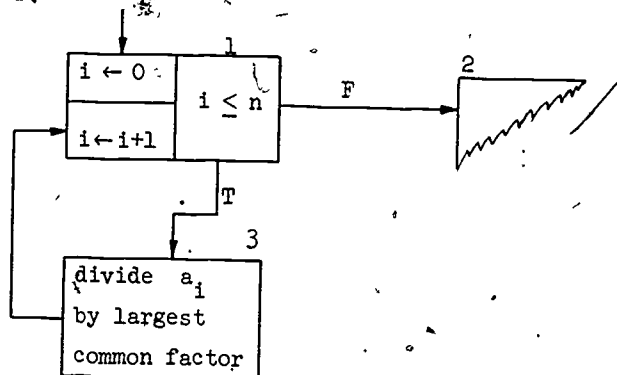 1
i ← 0
i ≤ n
i←i+1
F
2
T
3
divide a_i
by largest
common factor